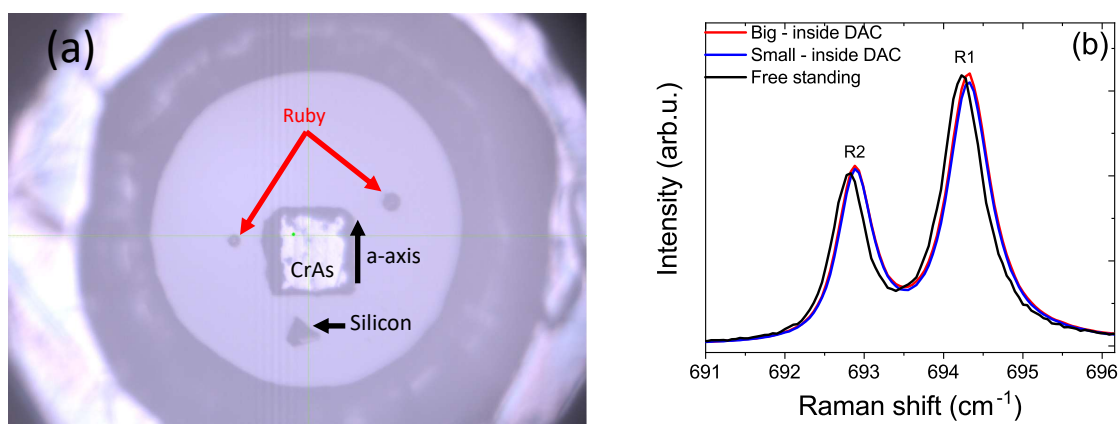 (a)
Ruby
CrAs
a-axis
Silicon
(b)
Big - inside DAC
Small - inside DAC
Free standing
R1
R2
Intensity (arb.u.)
691 692 693 694 695 696
Raman shift (cm⁻¹)